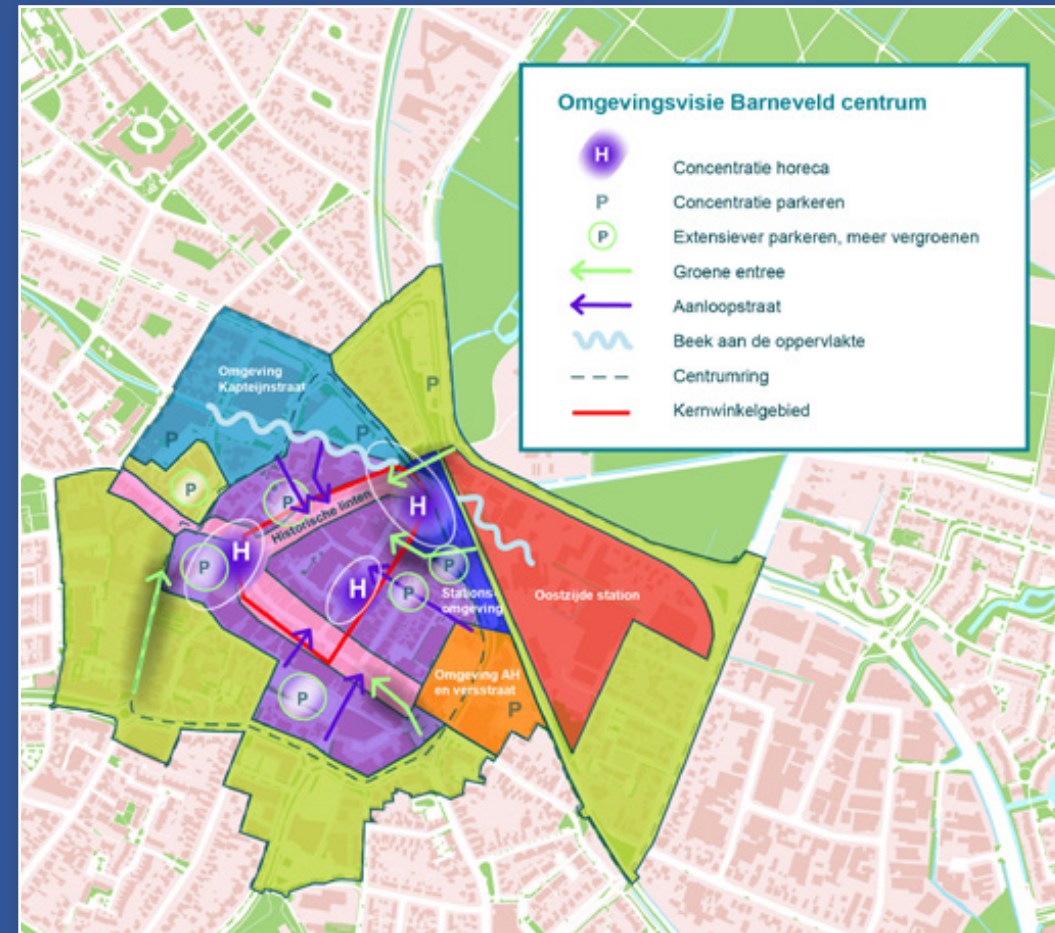 Omgevingsvisie Barneveld centrum
H
Concentratie horeca
P
Concentratie parkeren
P
Extensiever parkeren, meer vergroenen
Groene entree
Aanloopstraat
Beek aan de oppervlakte
Centrumring
Kernwinkelgebied
Omgeving
Kapteijnstraat
P
P
P
P
P
Historische linten
H
H
P
P
H
P
Stations-
omgeving
Oostzijde station
Omgeving AH
en versstraat
P
P